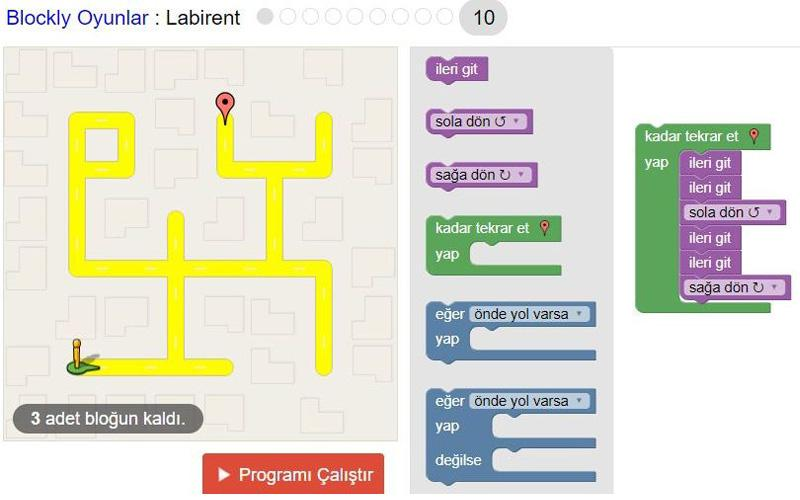 Blockly Oyunlar : Labirent 10
3 adet bloğun kaldı.
Programı Çalıştır
ileri git
sola dön ↺
sağa dön ↻
kadar tekrar et
yap
eğer önde yol varsa
yap
eğer önde yol varsa
yap
değilse
kadar tekrar et
yap ileri git
ileri git
sola dön ↺
ileri git
ileri git
sağa dön ↻